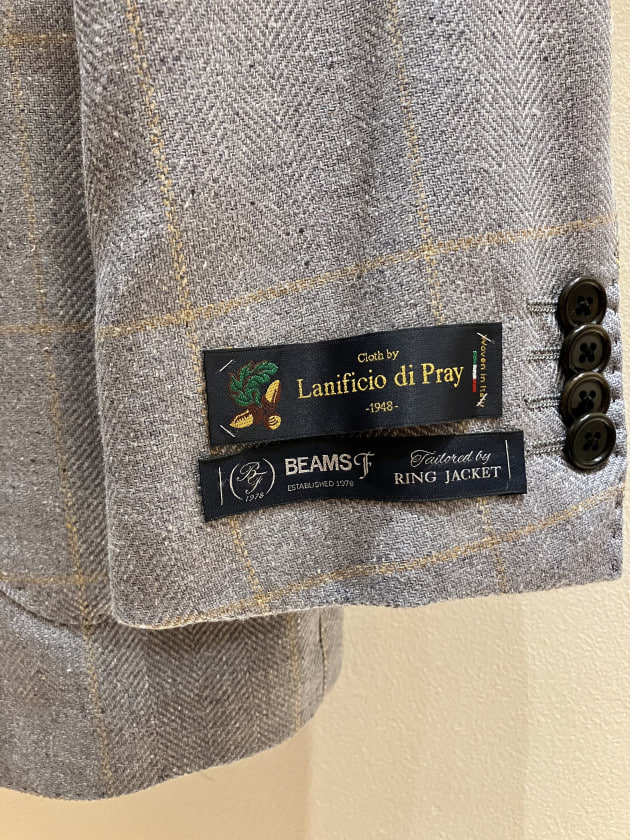 Cloth by
Lanificio di Pray
-1948-
Woven in Italy
BF
1978
BEAMS F
ESTABLISHED 1978
Tailored by
RING JACKET